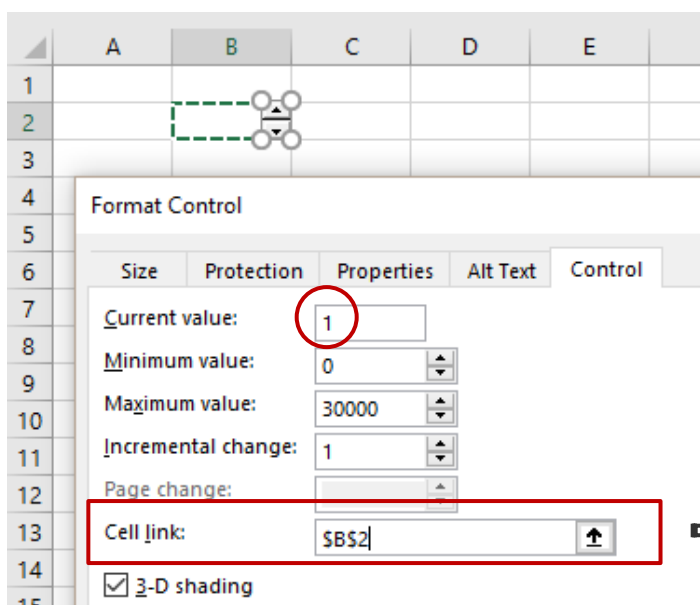 A B C D E
1
2
3
4
Format Control
5
6
Size Protection Properties Alt Text Control
7
Current value: 1
8
Minimum value: 0
9
Maximum value: 30000
10
Incremental change: 1
11
12
Page change:
13
Cell link: $B$2
14
3-D shading
15